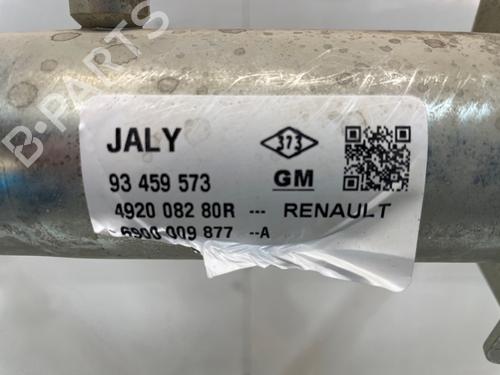 JALY
373
93 459 573
GM
4920 082 80R --- RENAULT
6900 009 877 --A
B-PARTS